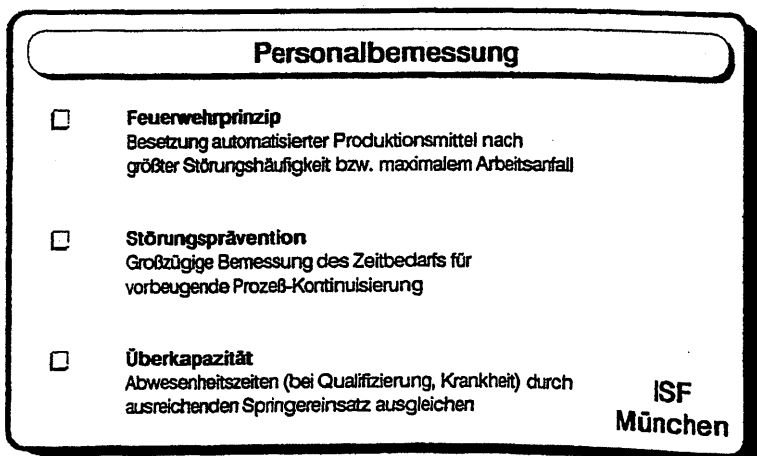 Personalbemessung
Feuerwehrprinzip
Besetzung automatisierter Produktionsmittel nach
größter Störungshäufigkeit bzw. maximalem Arbeitsanfall
Störungsprävention
Großzügige Bemessung des Zeitbedarfs für
vorbeugende Prozeß-Kontinuisierung
Überkapazität
Abwesenheitszeiten (bei Qualifizierung, Krankheit) durch
ausreichenden Springereinsatz ausgleichen
ISF
München